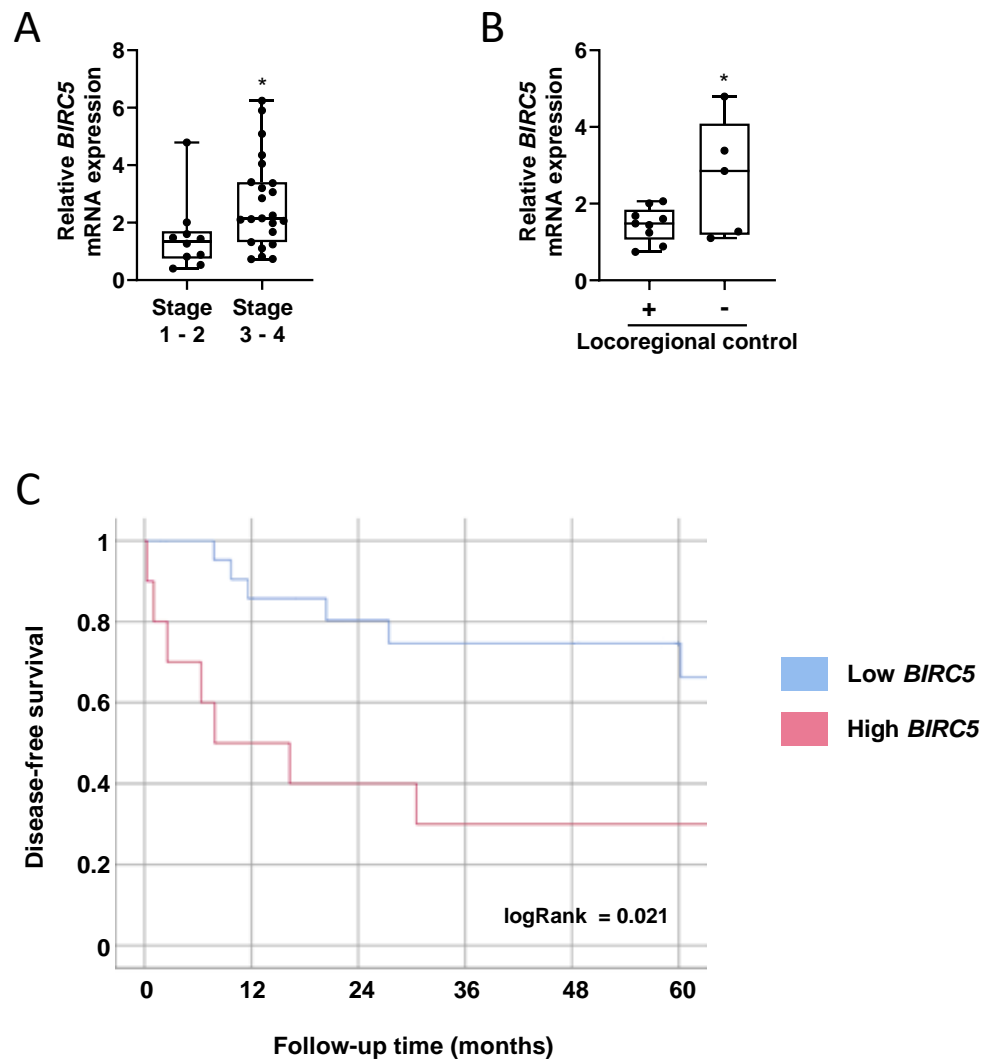 A
Relative BIRC5
mRNA expression
8
6
4
2
0
*
Stage
1 - 2
Stage
3 - 4
B
Relative BIRC5
mRNA expression
6
4
2
0
*
+
-
Locoregional control
C
Disease-free survival
1
0.8
0.6
0.4
0.2
0
logRank = 0.021
0 12 24 36 48 60
Follow-up time (months)
Low BIRC5
High BIRC5